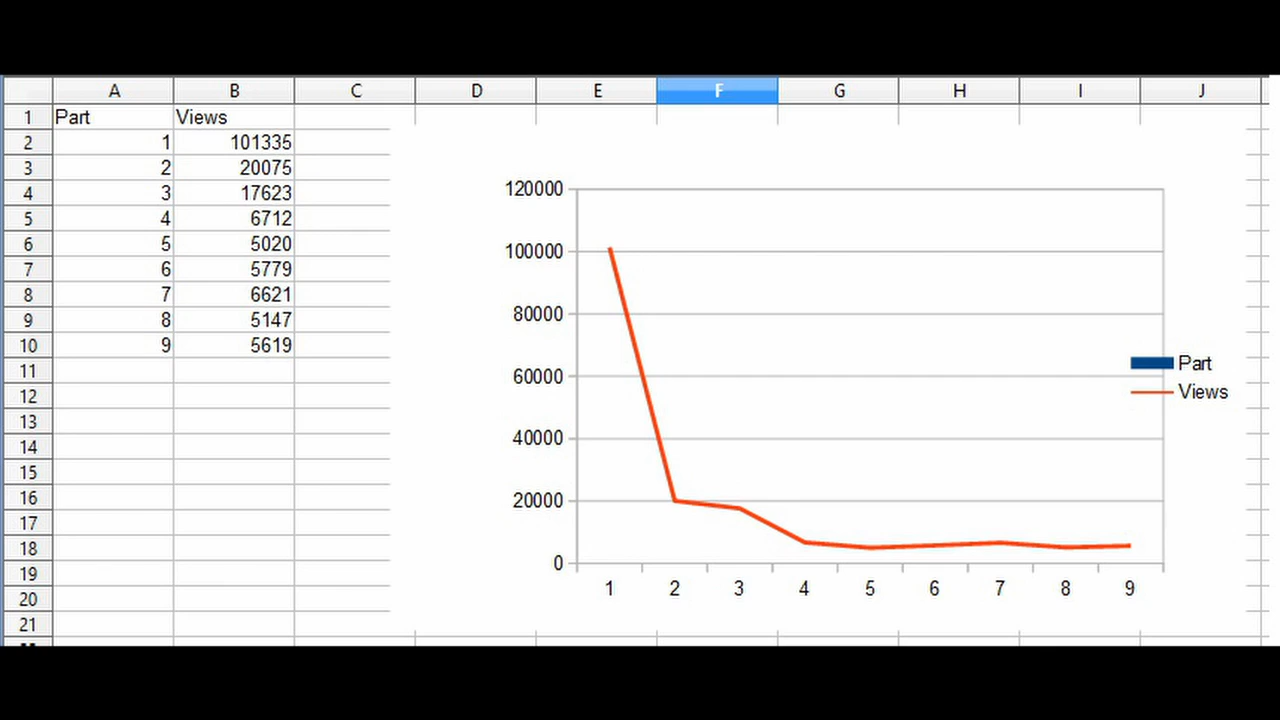 A B C D E F G H I J
1 Part Views
2 1 101335
3 2 20075
4 3 17623
5 4 6712
6 5 5020
7 6 5779
8 7 6621
9 8 5147
10 9 5619
11
12
13
14
15
16
17
18
19
20
21
120000
100000
80000
60000
40000
20000
0
1 2 3 4 5 6 7 8 9
Part
Views